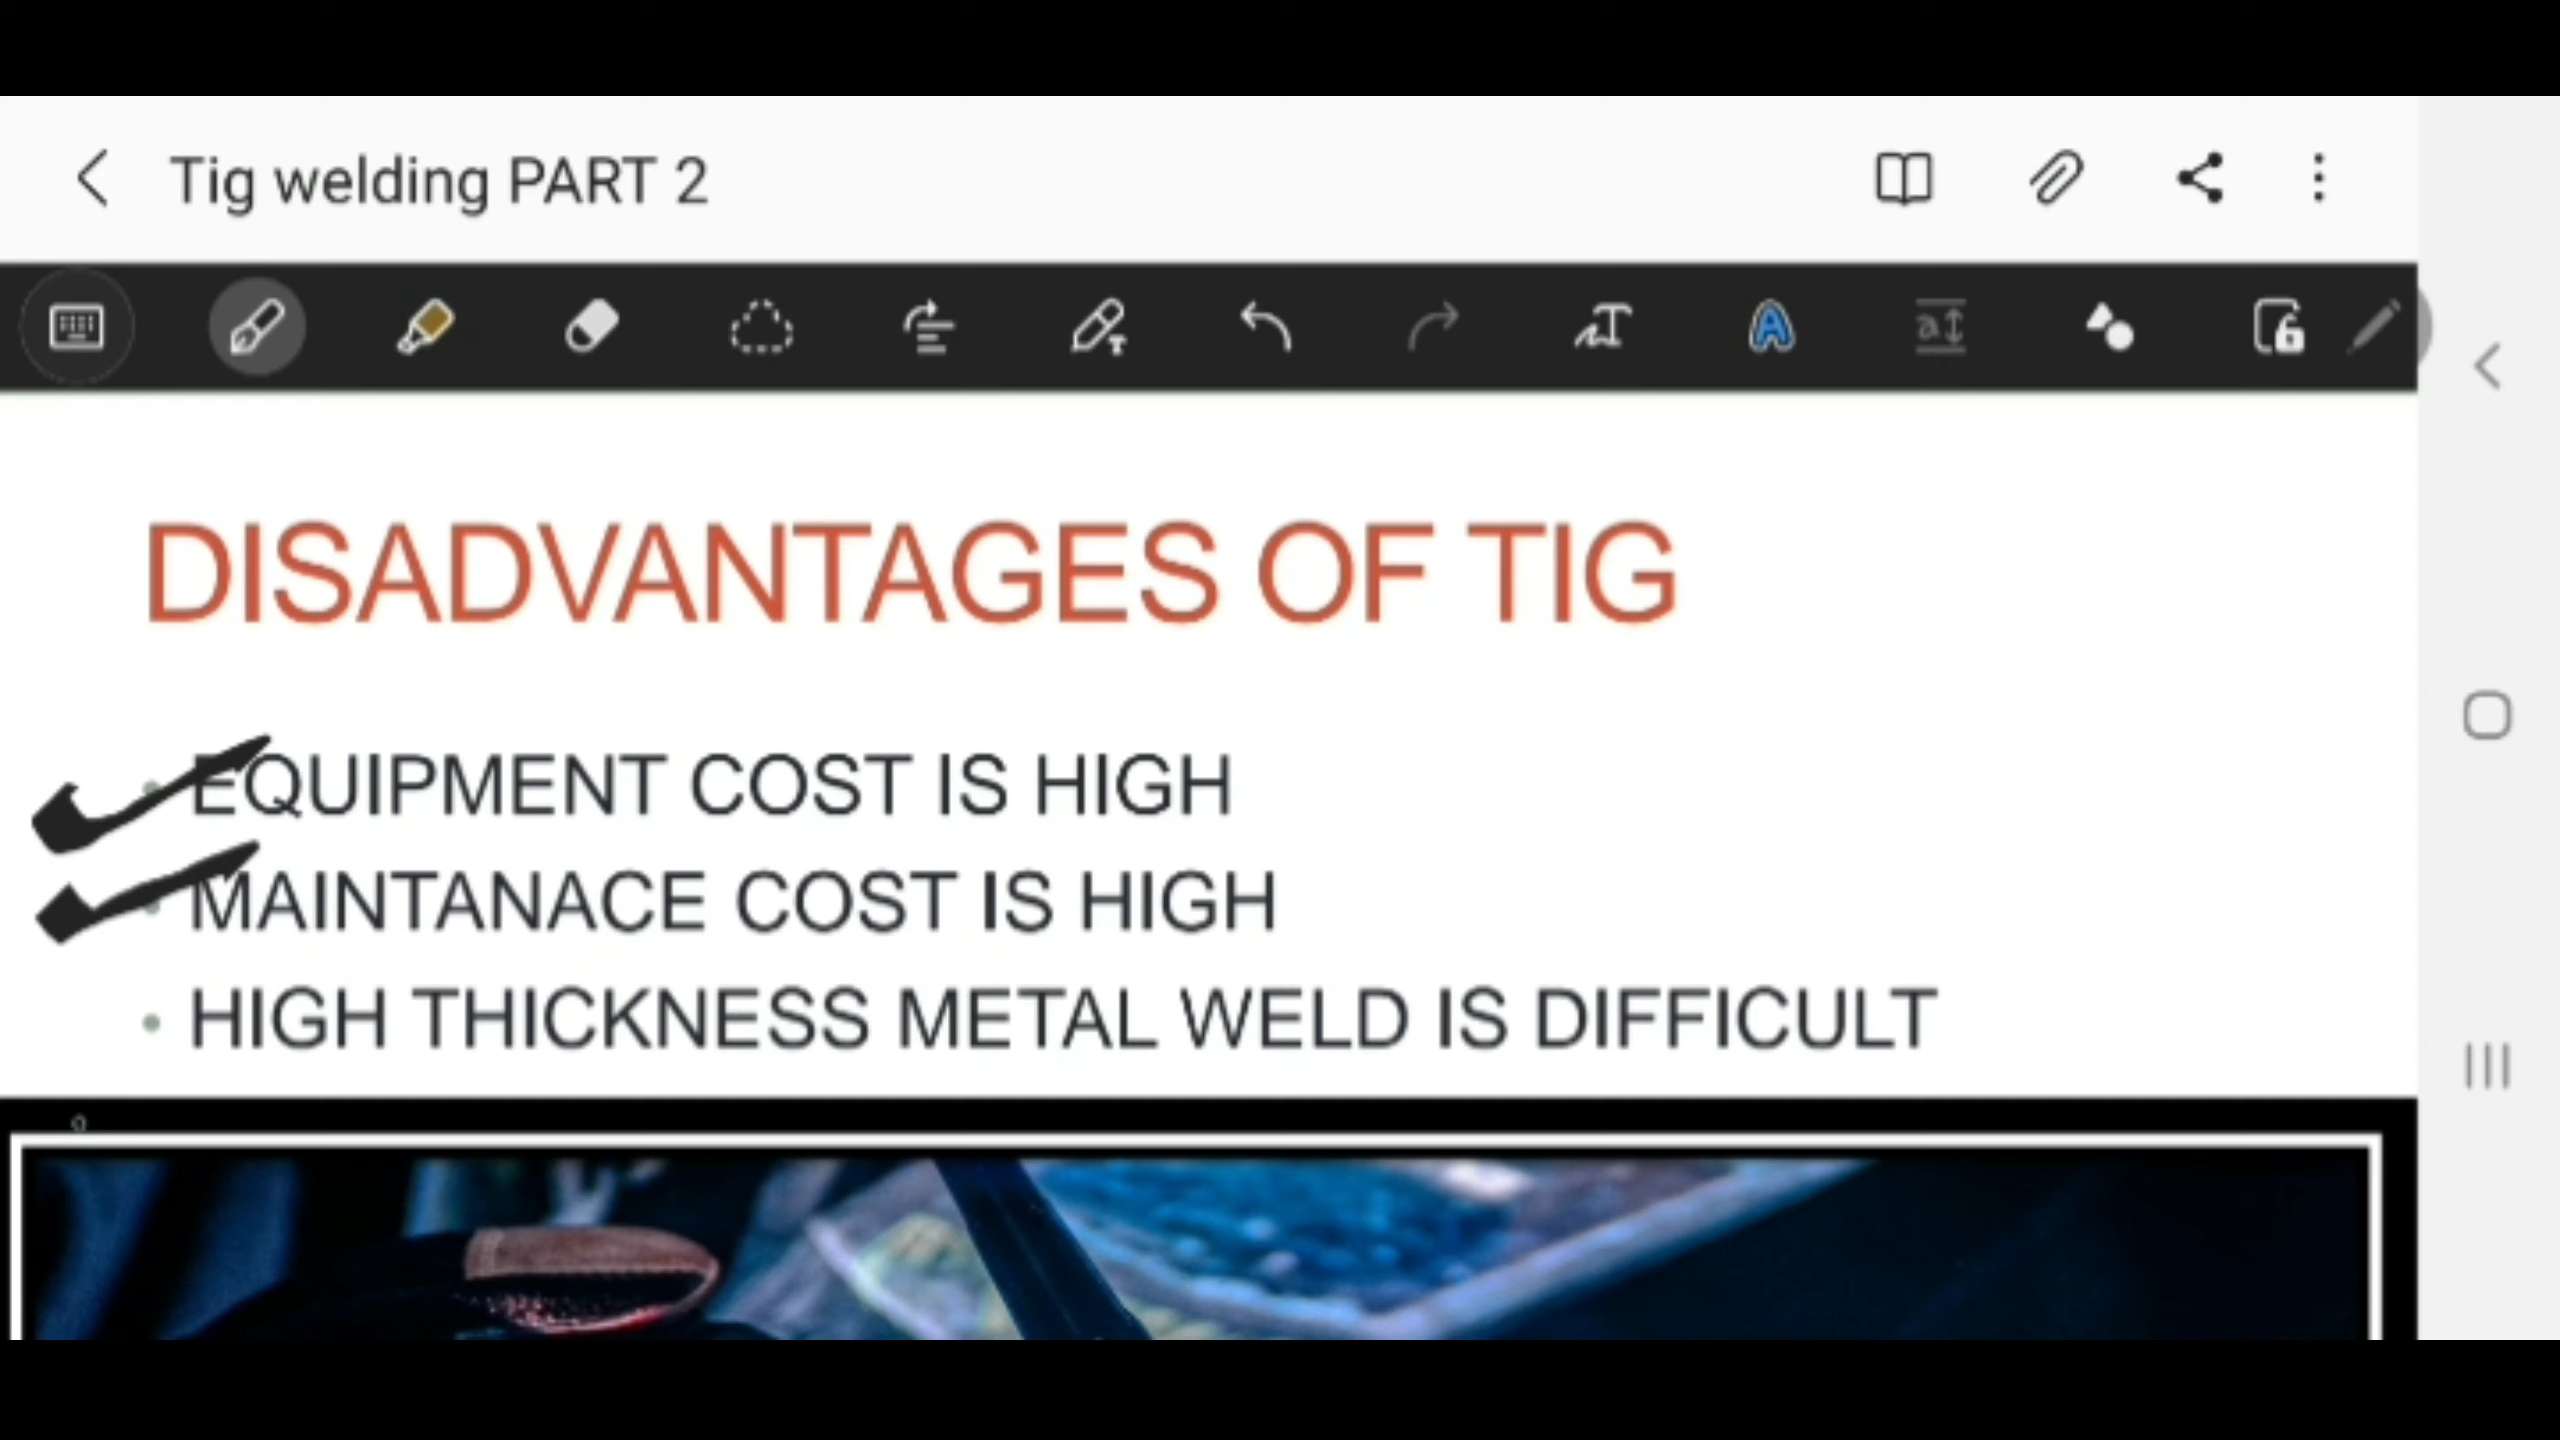 Tig welding PART 2
DISADVANTAGES OF TIG
• EQUIPMENT COST IS HIGH
• MAINTANACE COST IS HIGH
• HIGH THICKNESS METAL WELD IS DIFFICULT